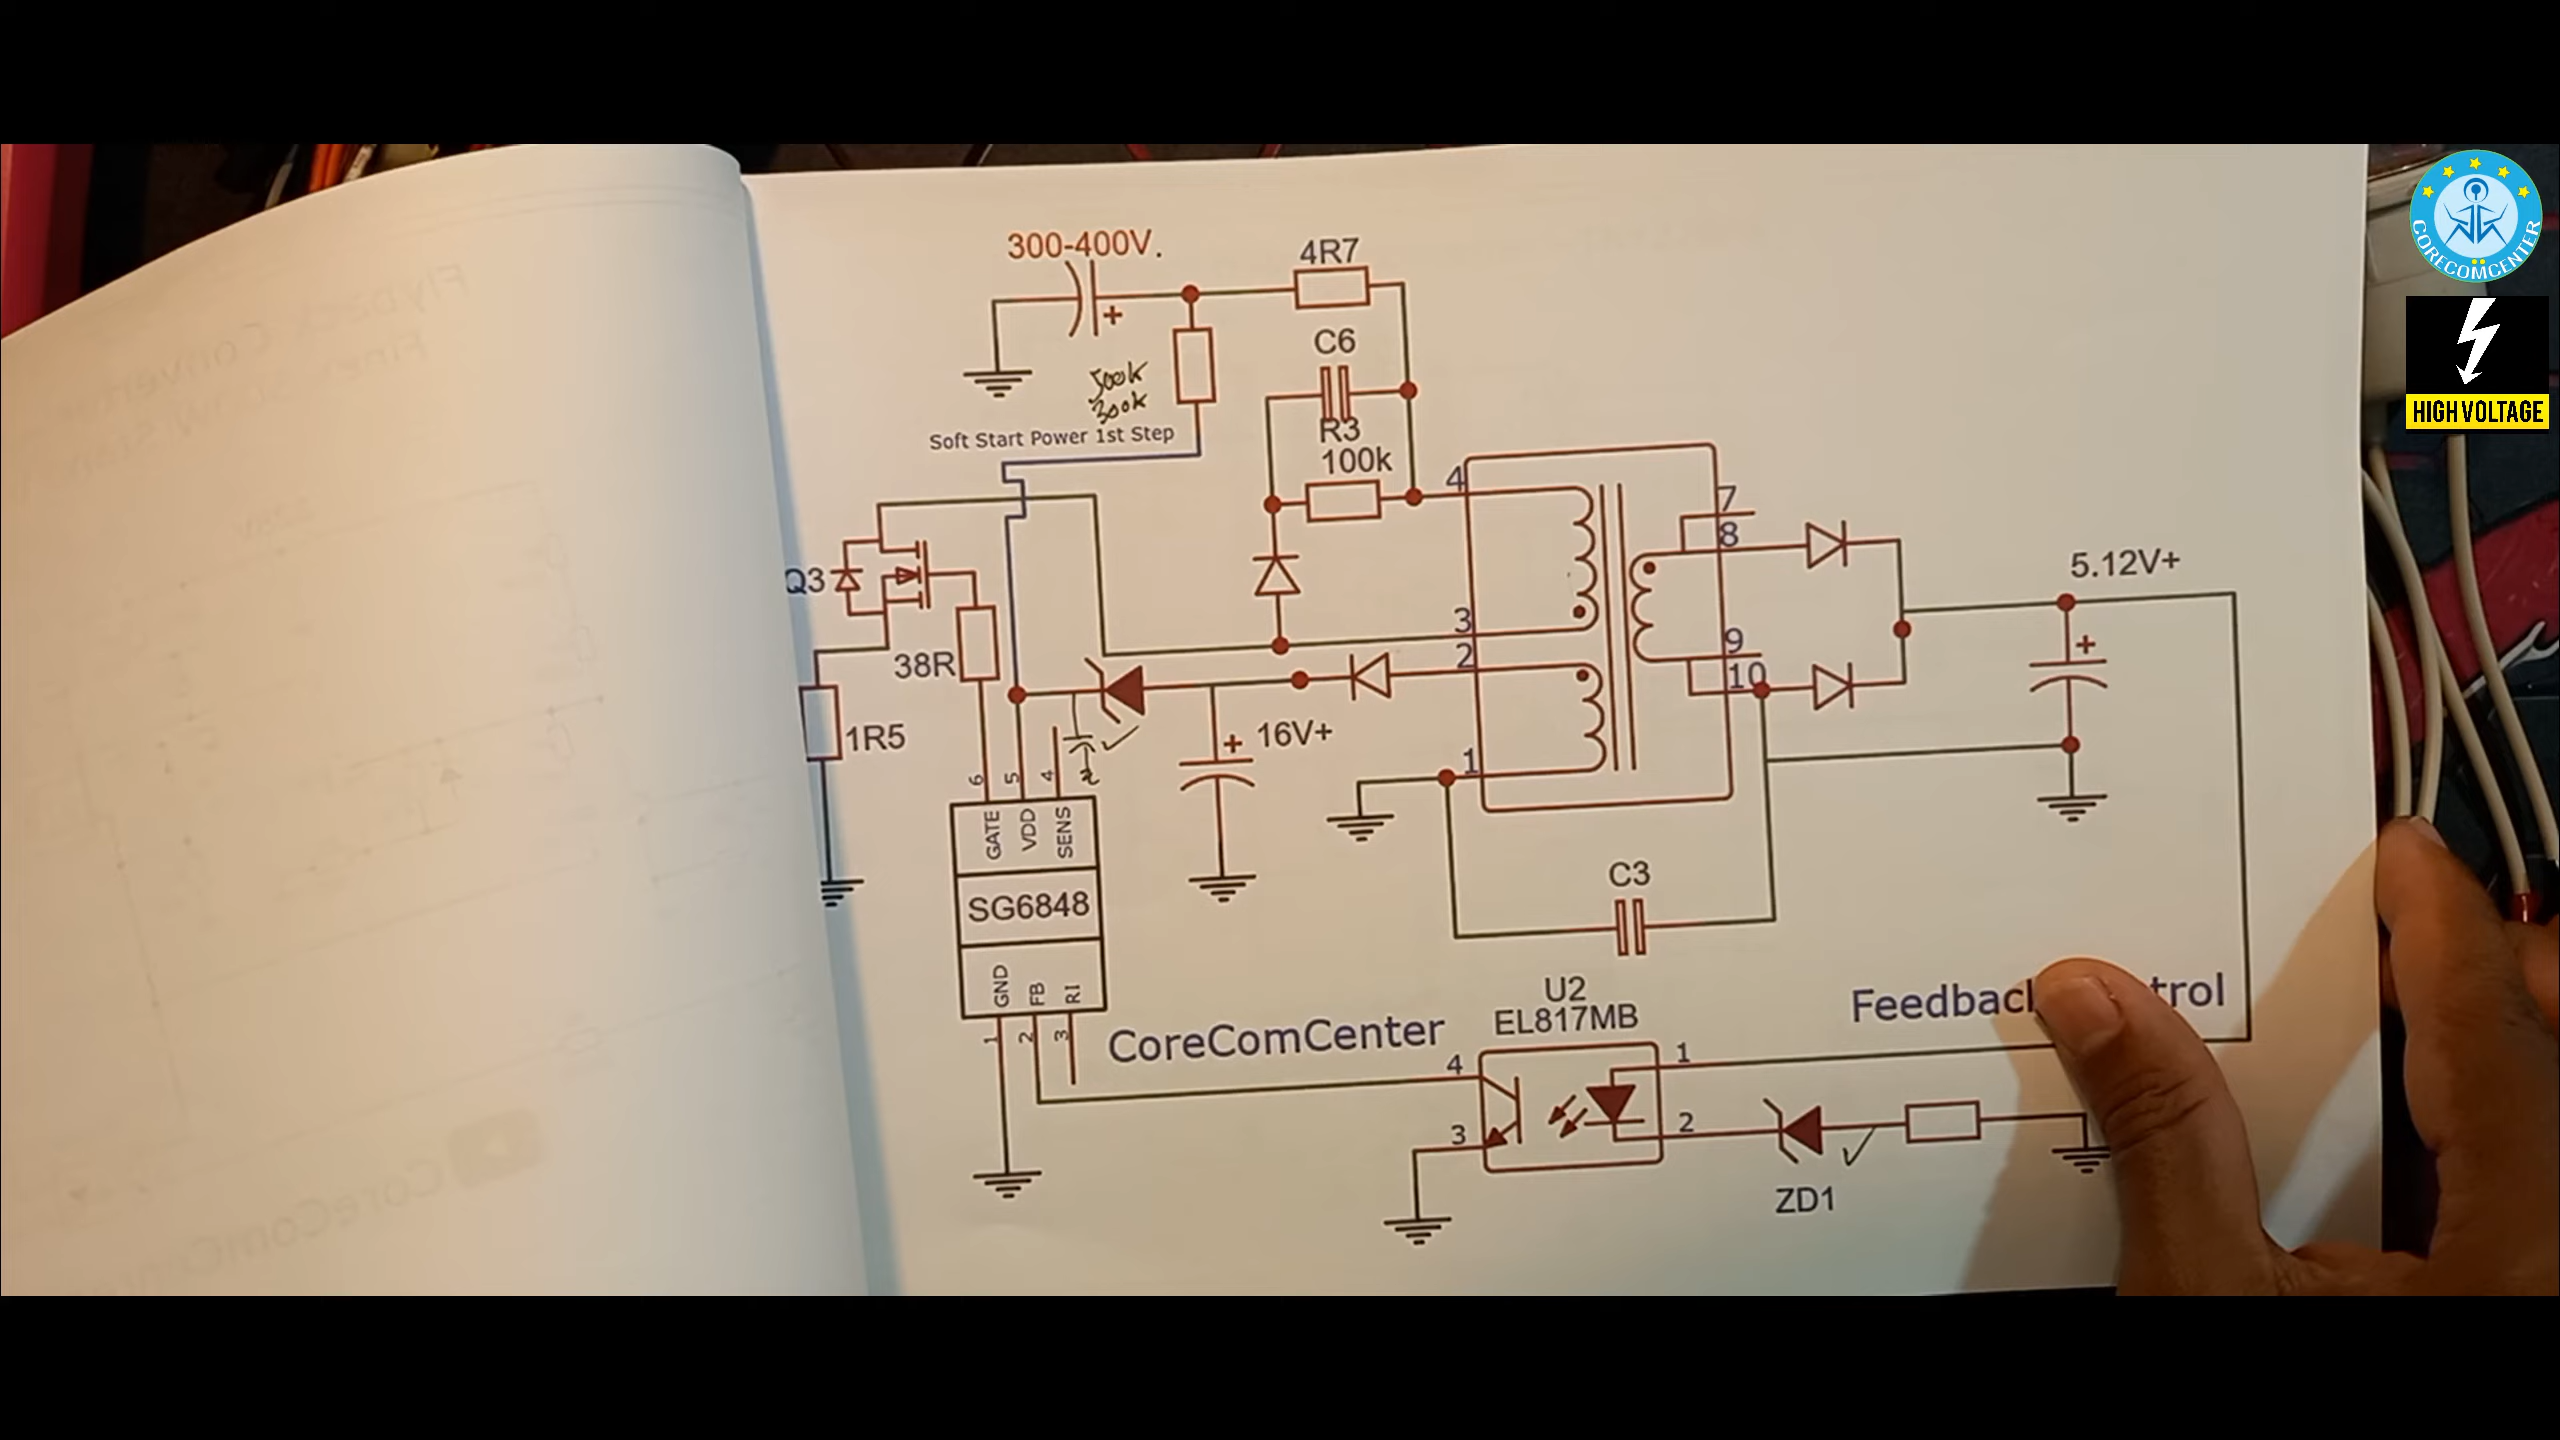 CORECOMCENTER
HIGH VOLTAGE
300-400V.
4R7
+
500k
300k
C6
R3
100k
Soft Start Power 1st Step
4
7
8
5.12V+
Q3
3
38R
2
9
10
+
1R5
+ 16V+
1
6 5 4
GATE VDD SENS
SG6848
GND FB RI
1 2 3
C3
U2
EL817MB
CoreComCenter
4
1
3
2
ZD1